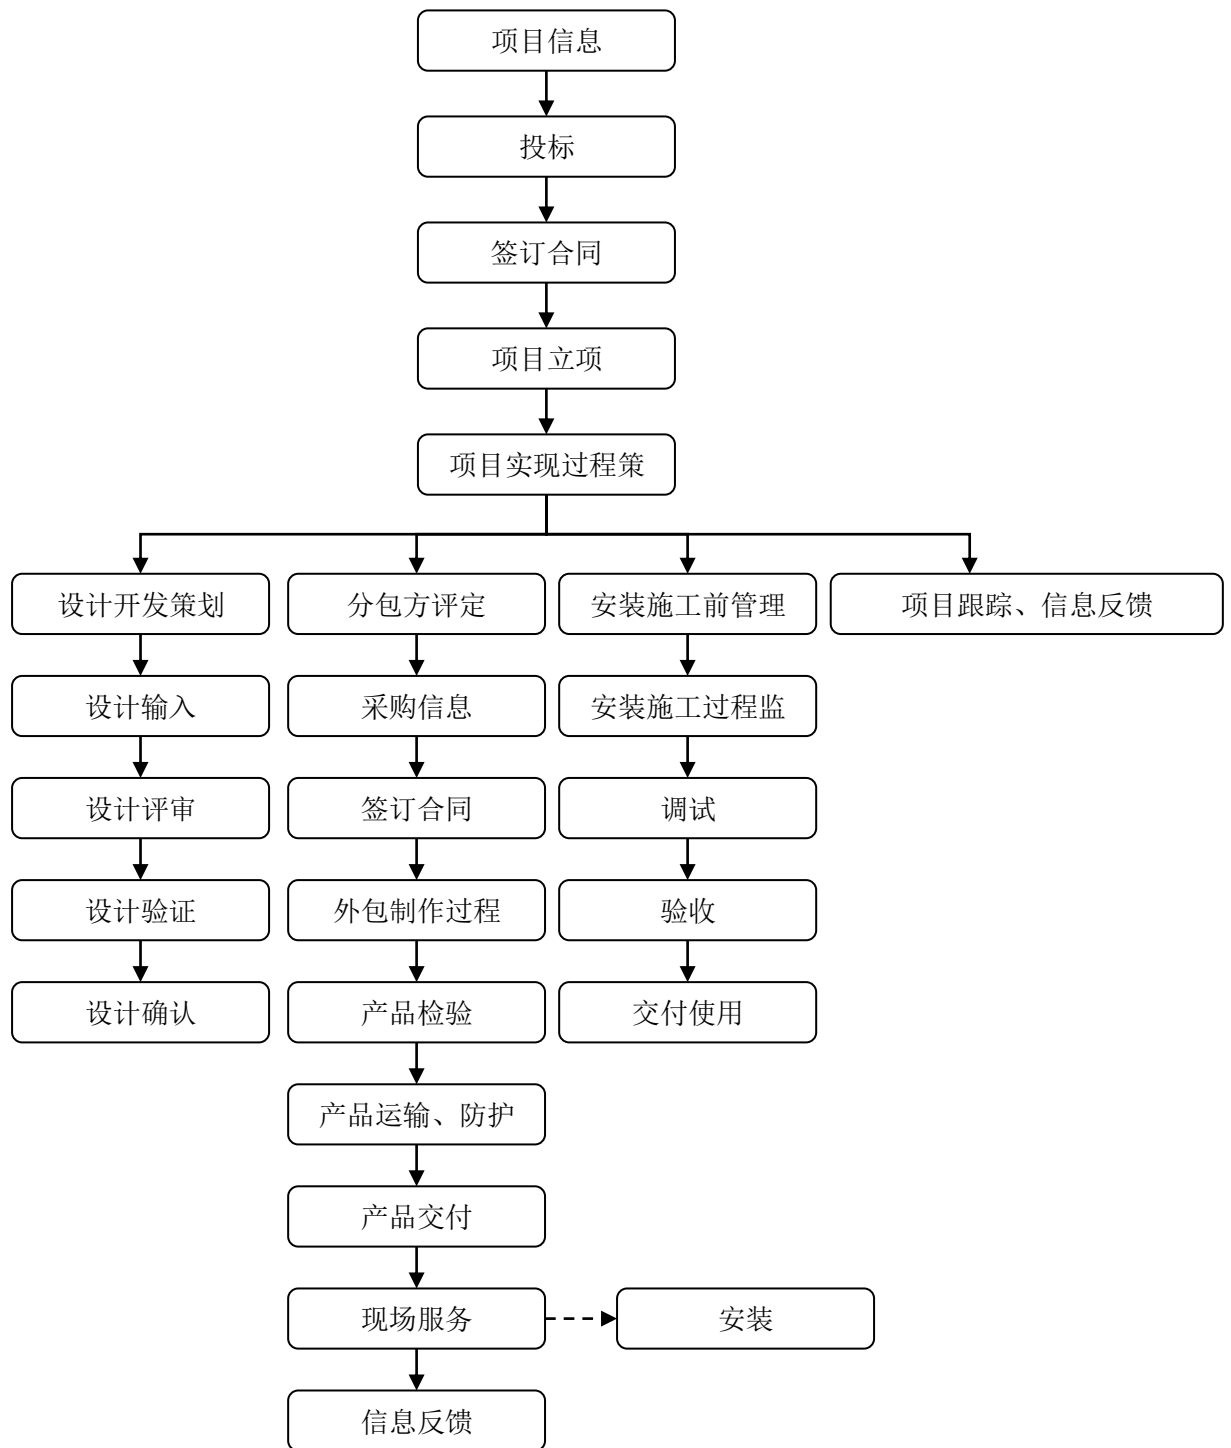 项目信息
投标
签订合同
项目立项
项目实现过程策
设计开发策划
分包方评定
安装施工前管理
项目跟踪、信息反馈
设计输入
采购信息
安装施工过程监
设计评审
签订合同
调试
设计验证
外包制作过程
验收
设计确认
产品检验
交付使用
产品运输、防护
产品交付
现场服务
安装
信息反馈